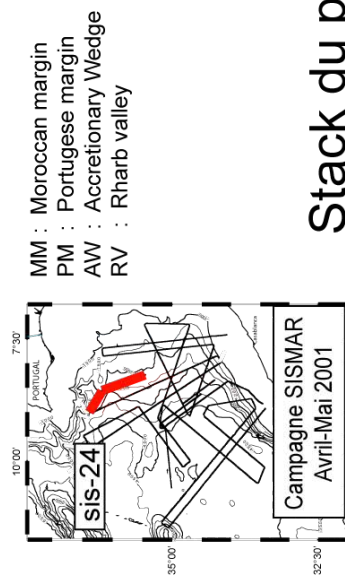 MM : Moroccan margin
PM : Portugese margin
AW : Accretionary Wedge
RV : Rharb valley
Stack du p
10°00'
7°30'
PORTUGAL
sis-24
35°00'
32°30'
Casablanca
Campagne SISMAR
Avril-Mai 2001